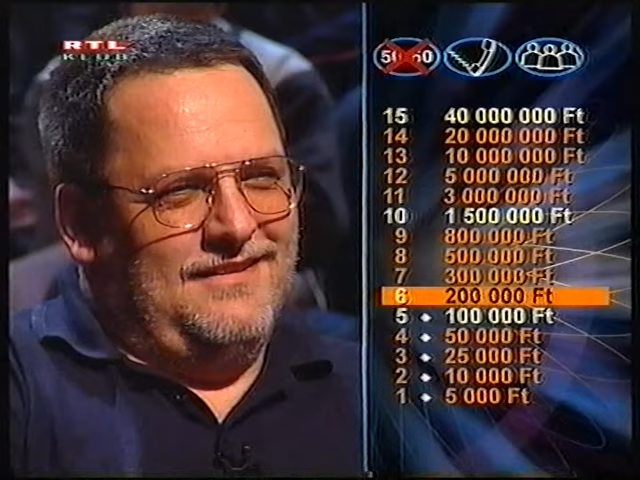 RTL
KLUB
50:50
15 40 000 000 Ft
14 20 000 000 Ft
13 10 000 000 Ft
12 5 000 000 Ft
11 3 000 000 Ft
10 1 500 000 Ft
9 800 000 Ft
8 500 000 Ft
7 300 000 Ft
6 200 000 Ft
5 100 000 Ft
4 50 000 Ft
3 25 000 Ft
2 10 000 Ft
1 5 000 Ft